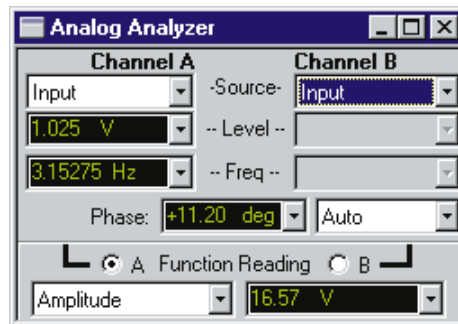 Analog Analyzer
Channel A Channel B
Input -Source- Input
1.025 V -- Level --
3.15275 Hz -- Freq --
Phase: +11.20 deg Auto
A Function Reading B
Amplitude 16.57 V